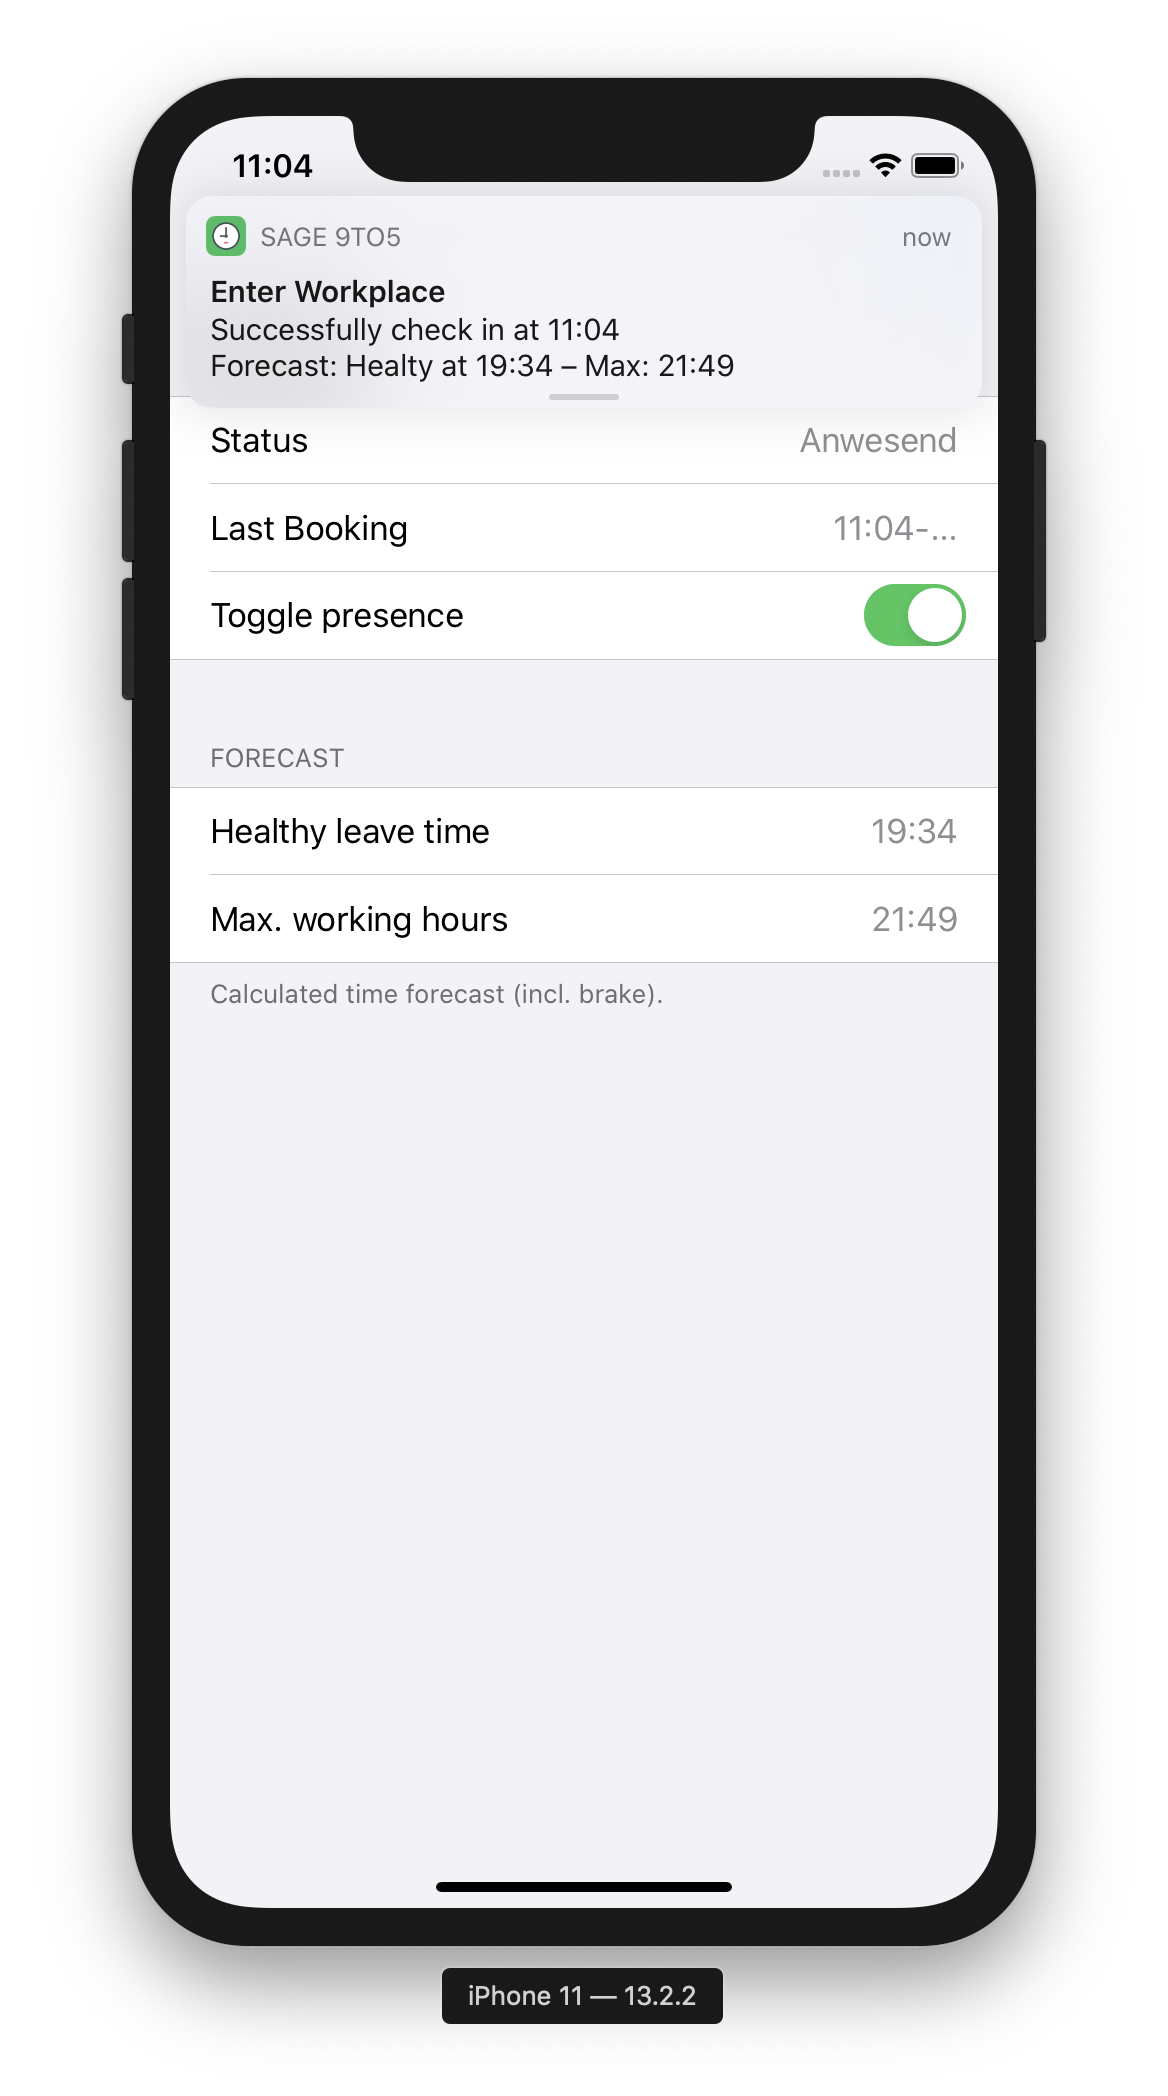 11:04
SAGE 9TO5 now
Enter Workplace
Successfully check in at 11:04
Forecast: Healty at 19:34 – Max: 21:49
Status Anwesend
Last Booking 11:04-...
Toggle presence
FORECAST
Healthy leave time 19:34
Max. working hours 21:49
Calculated time forecast (incl. brake).
iPhone 11 — 13.2.2